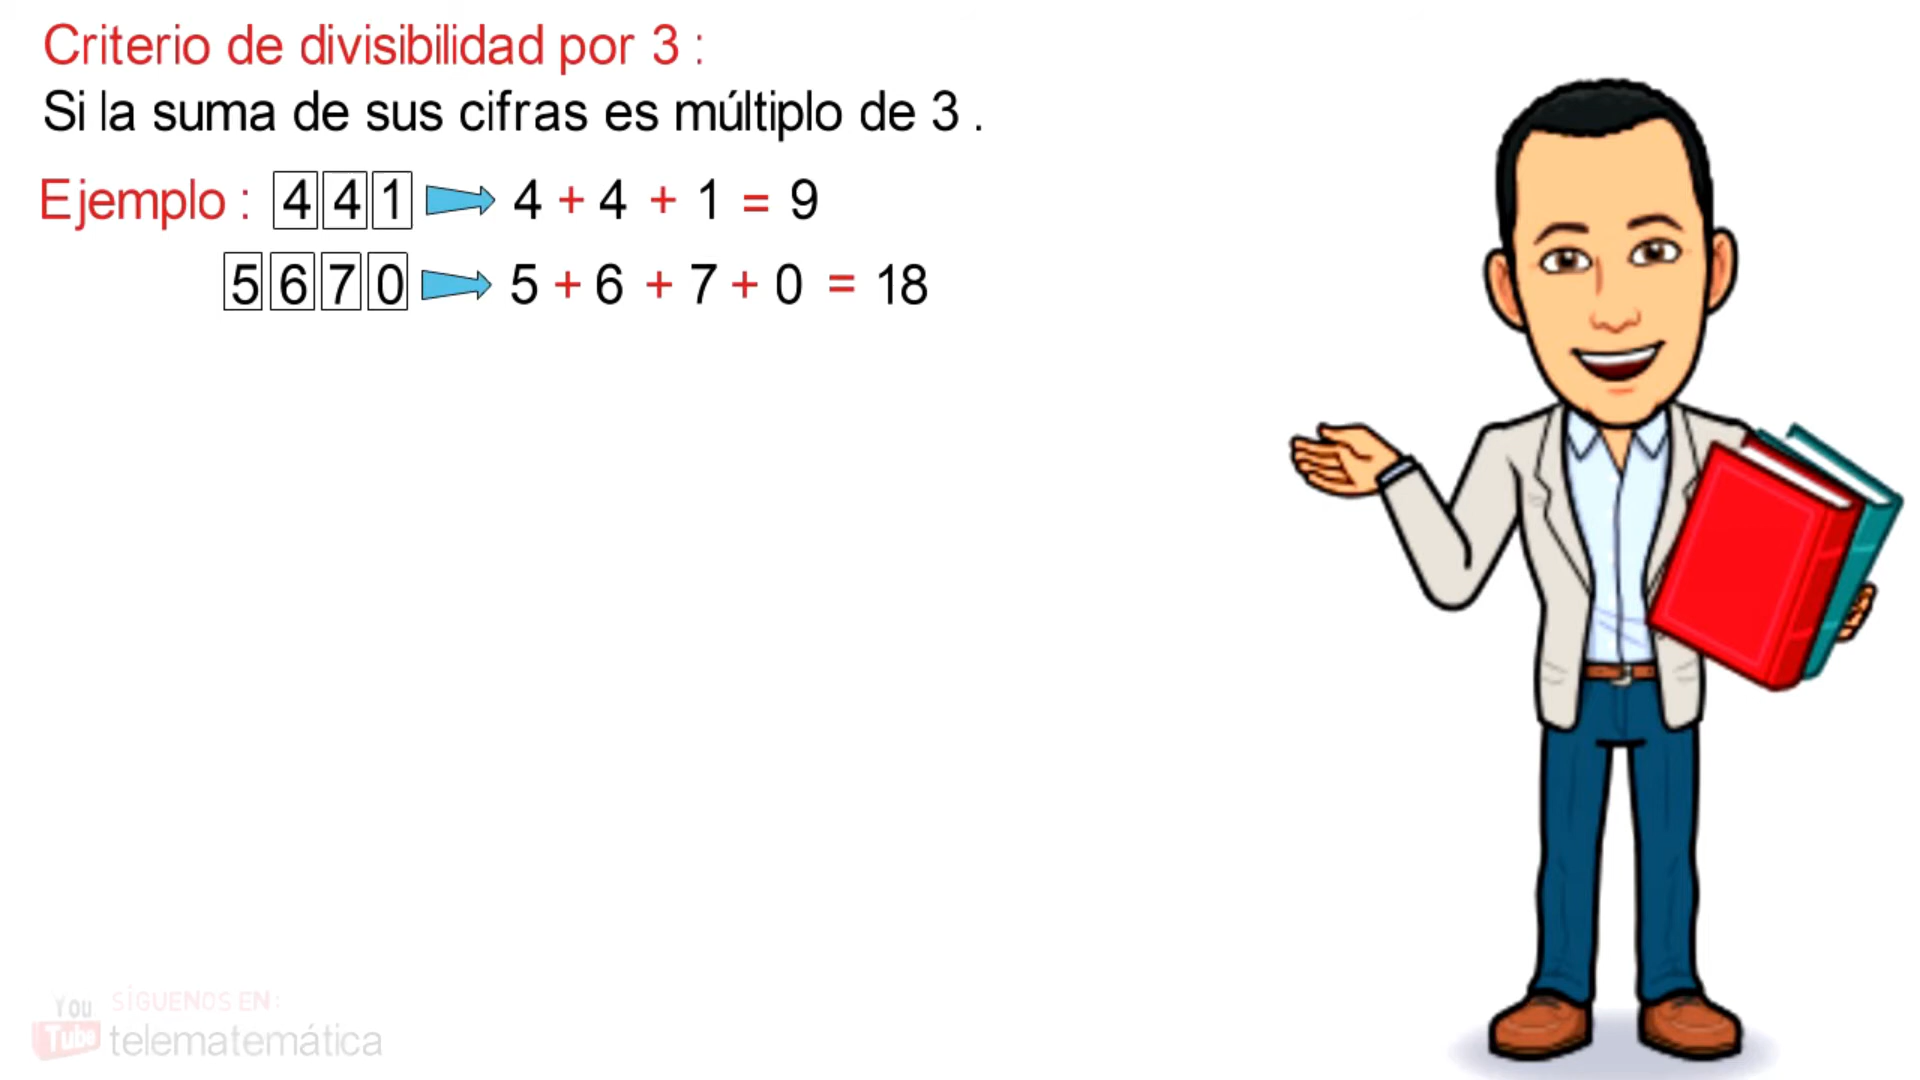 Criterio de divisibilidad por 3 :
Si la suma de sus cifras es múltiplo de 3 .
Ejemplo : 441 4 + 4 + 1 = 9
5670 5 + 6 + 7 + 0 = 18
SÍGUENOS EN :
You Tube telematemática